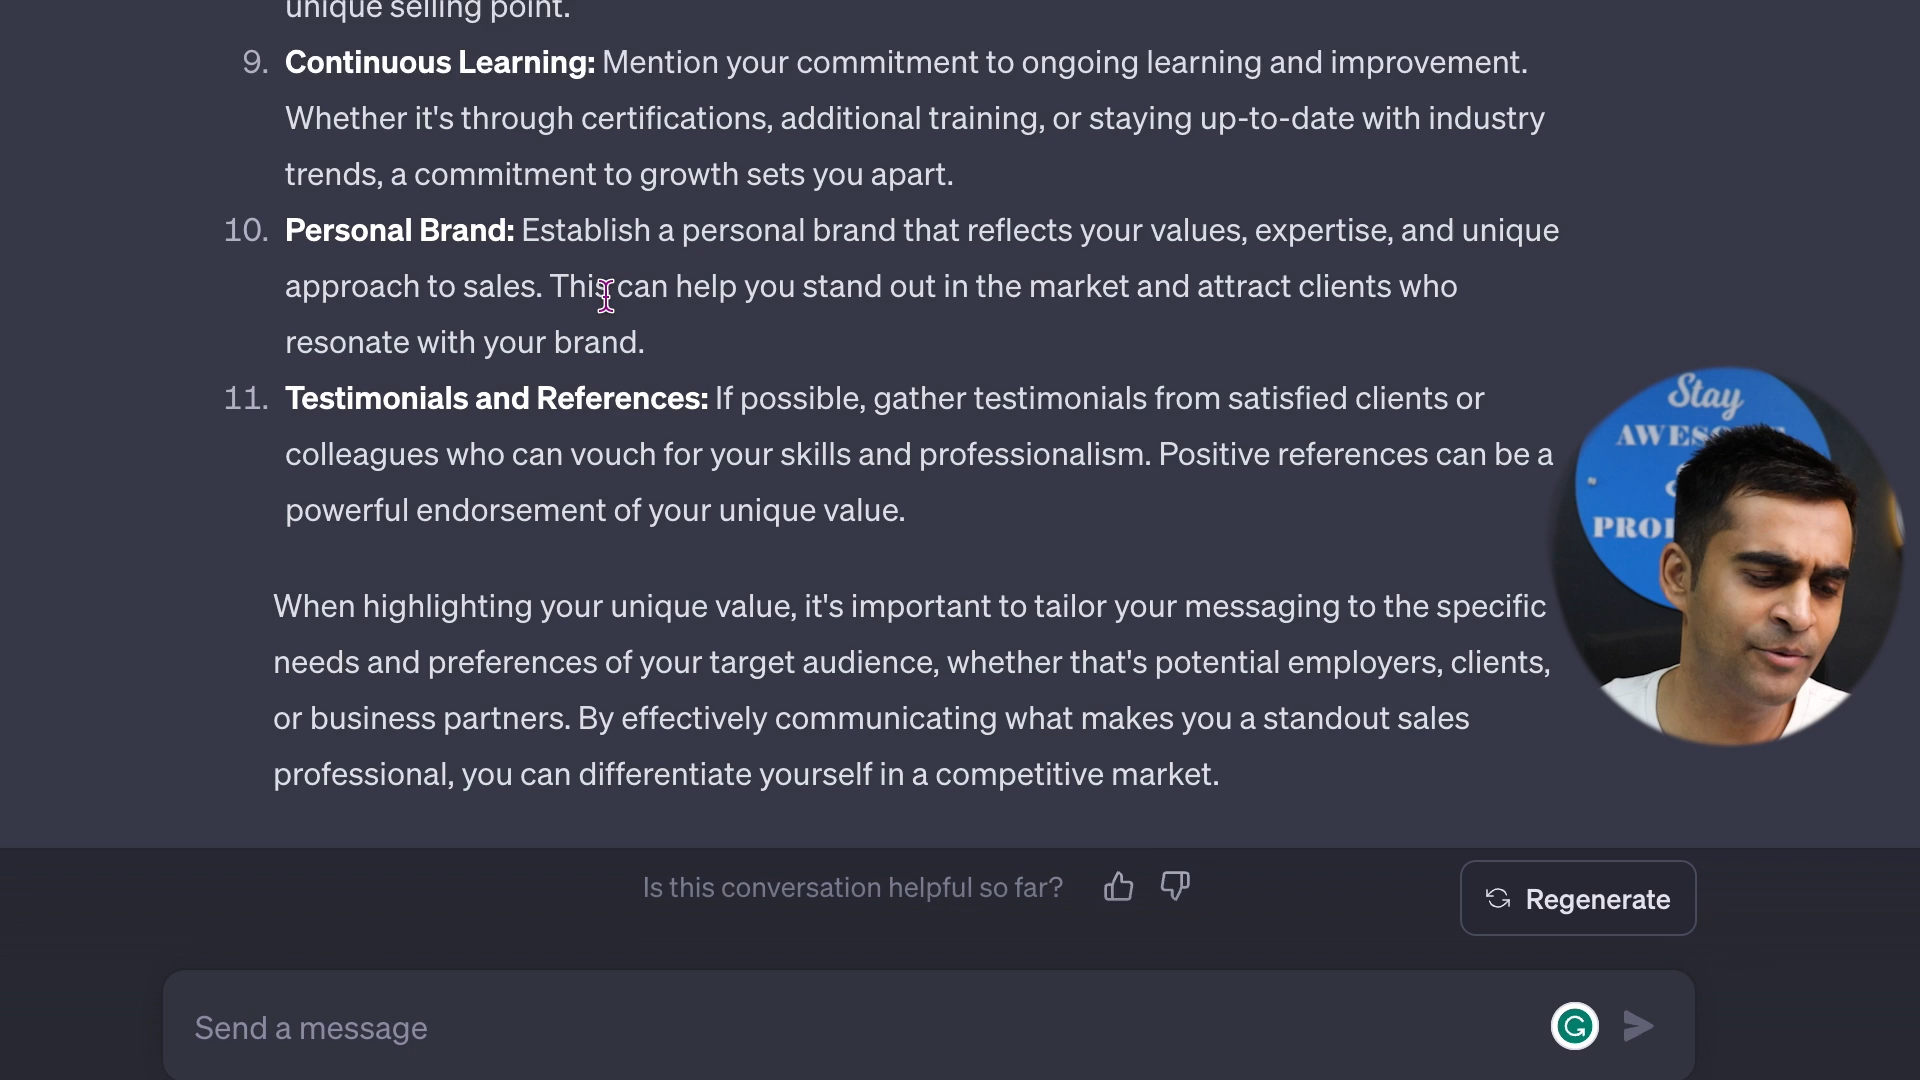 unique selling point.
9. Continuous Learning: Mention your commitment to ongoing learning and improvement.
Whether it's through certifications, additional training, or staying up-to-date with industry
trends, a commitment to growth sets you apart.
10. Personal Brand: Establish a personal brand that reflects your values, expertise, and unique
approach to sales. This can help you stand out in the market and attract clients who
resonate with your brand.
11. Testimonials and References: If possible, gather testimonials from satisfied clients or
colleagues who can vouch for your skills and professionalism. Positive references can be a
powerful endorsement of your unique value.
When highlighting your unique value, it's important to tailor your messaging to the specific
needs and preferences of your target audience, whether that's potential employers, clients,
or business partners. By effectively communicating what makes you a standout sales
professional, you can differentiate yourself in a competitive market.
Stay
Is this conversation helpful so far?
Regenerate
Send a message